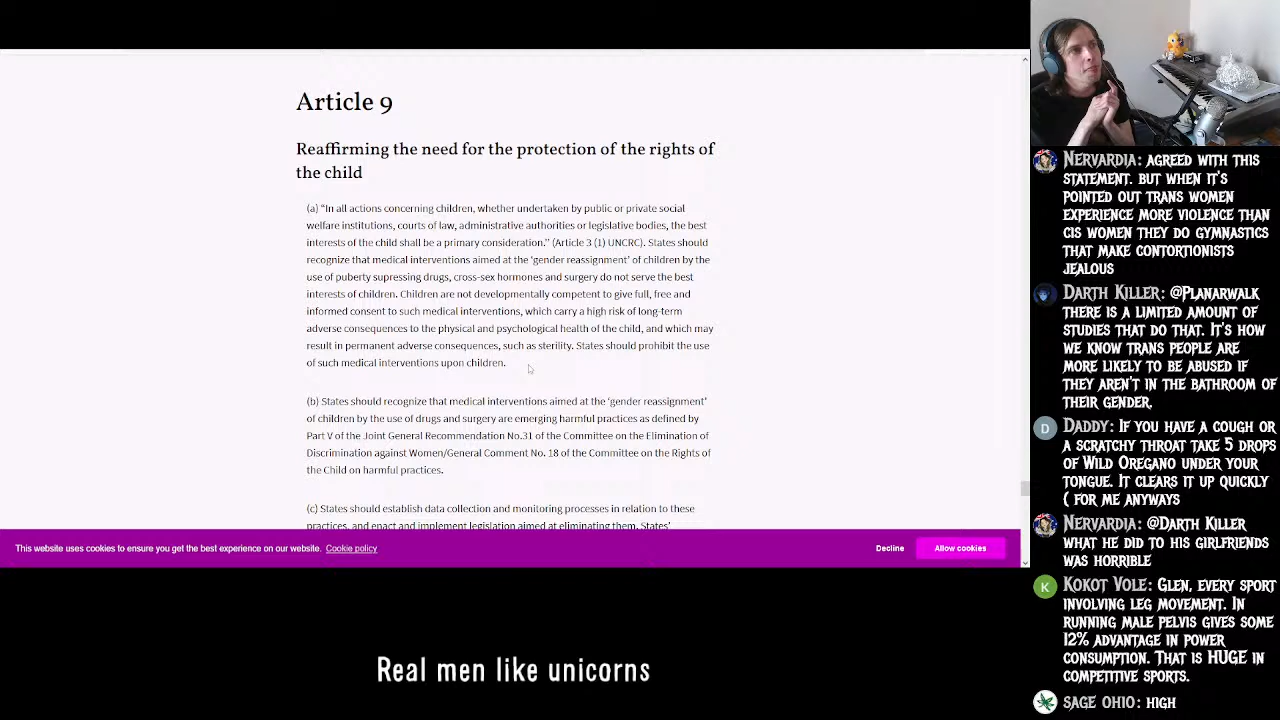 Article 9
Reaffirming the need for the protection of the rights of
the child
(a) “In all actions concerning children, whether undertaken by public or private social
welfare institutions, courts of law, administrative authorities or legislative bodies, the best
interests of the child shall be a primary consideration.” (Article 3 (1) UNCRC). States should
recognize that medical interventions aimed at the ‘gender reassignment’ of children by the
use of puberty supressing drugs, cross-sex hormones and surgery do not serve the best
interests of children. Children are not developmentally competent to give full, free and
informed consent to such medical interventions, which carry a high risk of long-term
adverse consequences to the physical and psychological health of the child, and which may
result in permanent adverse consequences, such as sterility. States should prohibit the use
of such medical interventions upon children.
(b) States should recognize that medical interventions aimed at the ‘gender reassignment’
of children by the use of drugs and surgery are emerging harmful practices as defined by
Part V of the Joint General Recommendation No.31 of the Committee on the Elimination of
Discrimination against Women/General Comment No. 18 of the Committee on the Rights of
the Child on harmful practices.
(c) States should establish data collection and monitoring processes in relation to these
practices, and enact and implement legislation aimed at eliminating them. States’
This website uses cookies to ensure you get the best experience on our website. Cookie policy
Decline
Allow cookies
Real men like unicorns
Nervardia: Agreed with this
statement. But when it's
pointed out trans women
experience more violence than
cis women they do gymnastics
that make contortionists
jealous
Darth Killer: @Planarwalk
there is a limited amount of
studies that do that. It's how
we know trans people are
more likely to be abused if
they aren't in the bathroom of
their gender.
D
Daddy: If you have a cough or
a scratchy throat take 5 drops
of Wild Oregano under your
tongue. It clears it up quickly
( for me anyways
Nervardia: @Darth Killer
what he did to his girlfriends
was horrible
K
Kokot Vole: Glen, every sport
involving leg movement. In
running male pelvis gives some
12% advantage in power
consumption. That is HUGE in
competitive sports.
sage ohio: high